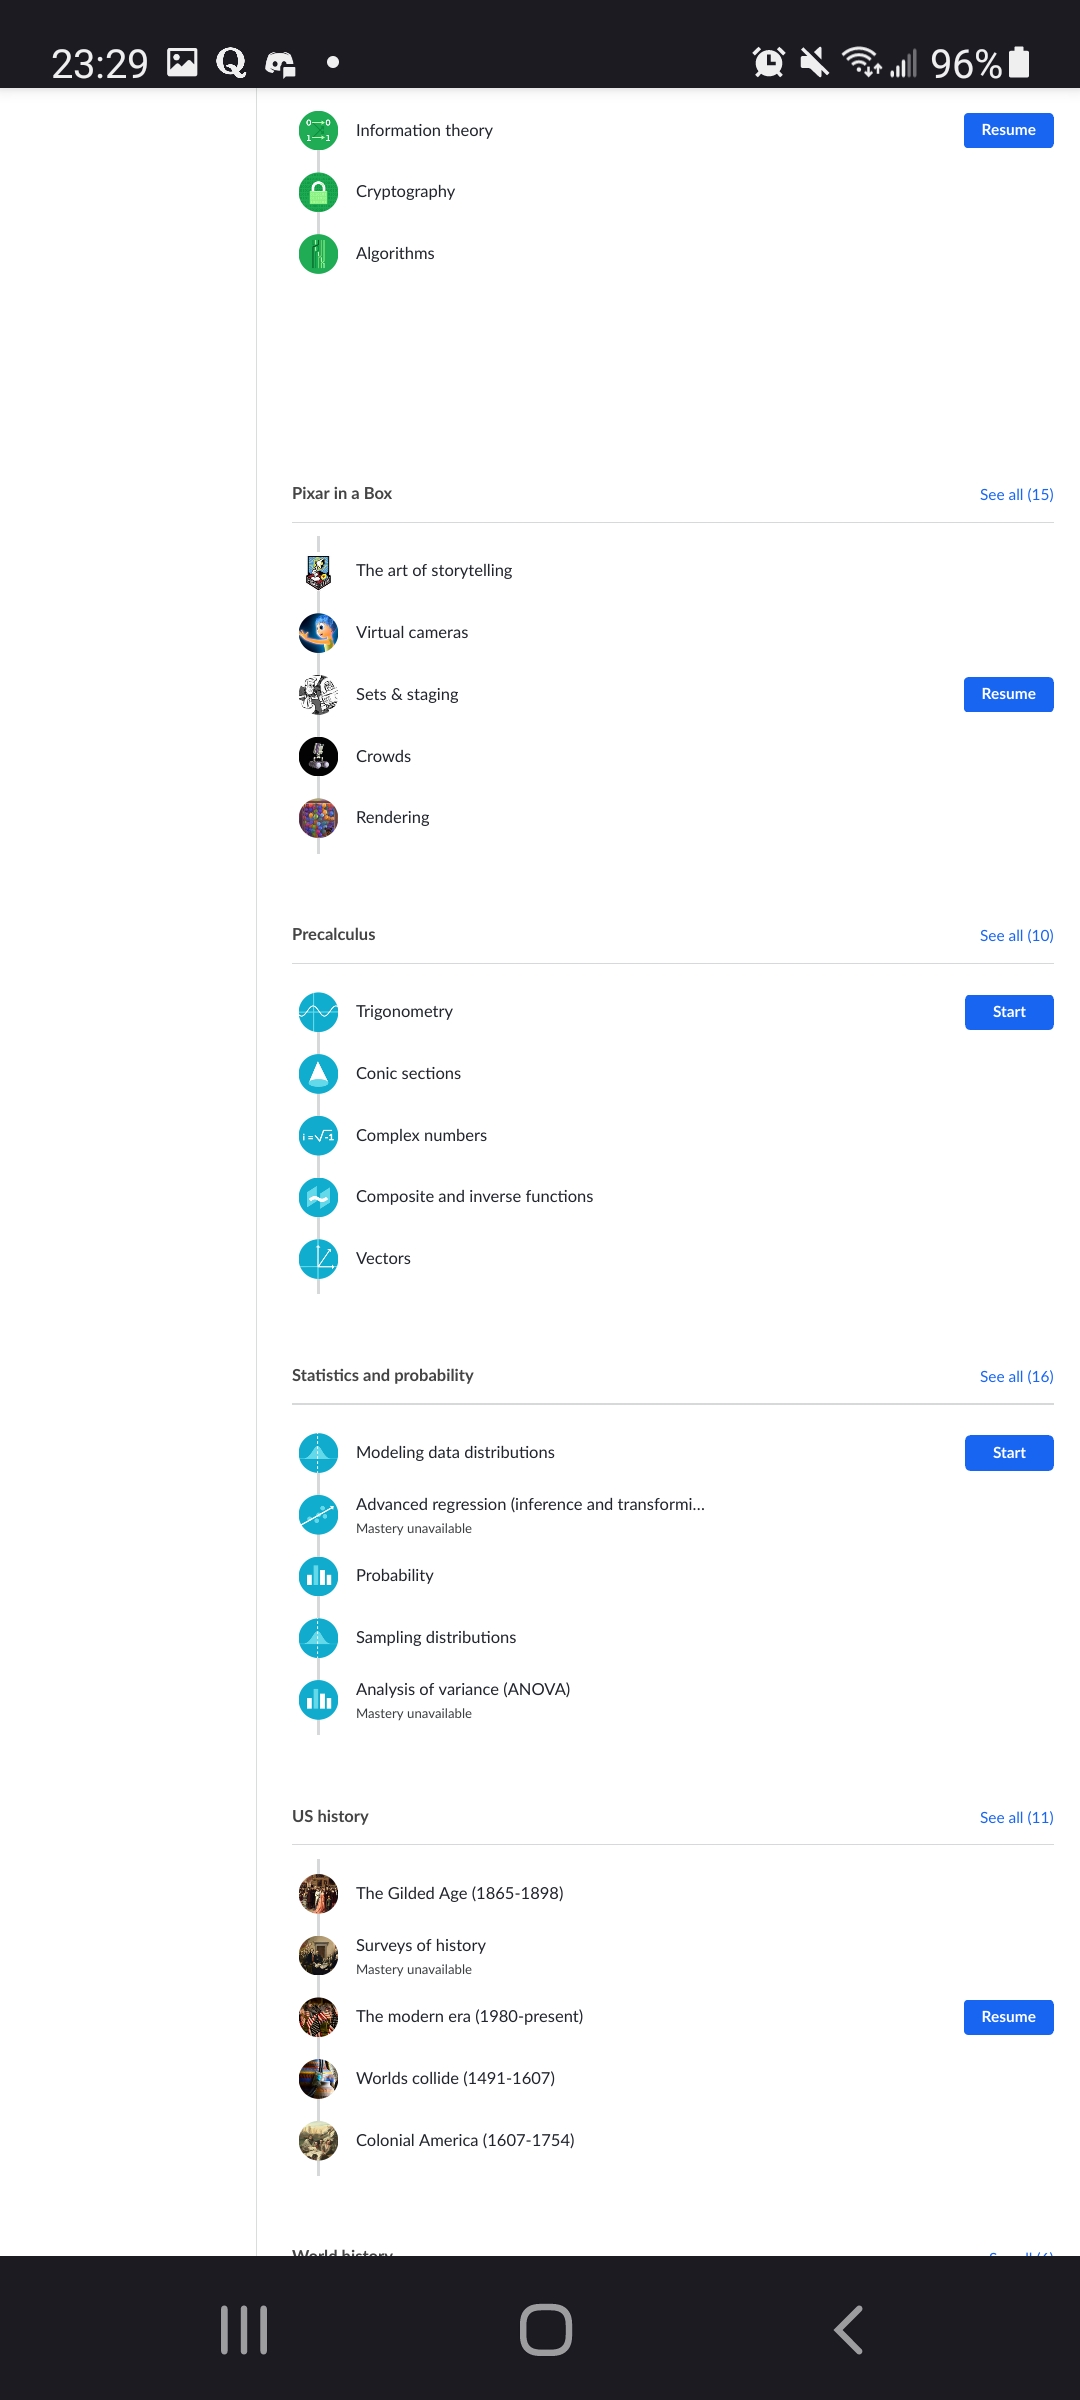 23:29
96%
Information theory
Resume
Cryptography
Algorithms
Pixar in a Box
See all (15)
The art of storytelling
Virtual cameras
Sets & staging
Resume
Crowds
Rendering
Precalculus
See all (10)
Trigonometry
Start
Conic sections
i=√-1
Complex numbers
Composite and inverse functions
Vectors
Statistics and probability
See all (16)
Modeling data distributions
Start
Advanced regression (inference and transformi...
Mastery unavailable
Probability
Sampling distributions
Analysis of variance (ANOVA)
Mastery unavailable
US history
See all (11)
The Gilded Age (1865-1898)
Surveys of history
Mastery unavailable
The modern era (1980-present)
Resume
Worlds collide (1491-1607)
Colonial America (1607-1754)
World history